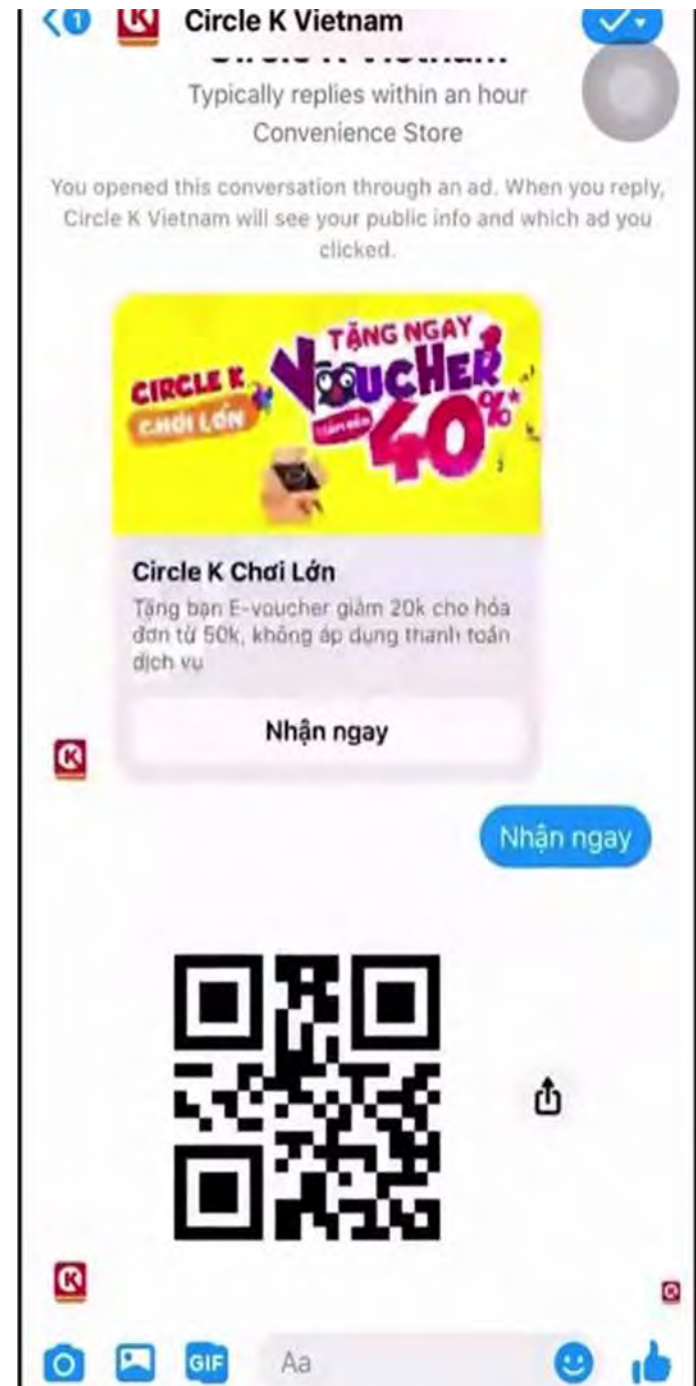 1
Circle K Vietnam
Typically replies within an hour
Convenience Store
You opened this conversation through an ad. When you reply,
Circle K Vietnam will see your public info and which ad you
clicked.
TẶNG NGAY
VOUCHER
CIRCLE K
CHƠI LỚN
40%*
Circle K Chơi Lớn
Tặng bạn E-voucher giảm 20k cho hóa
đơn từ 50k, không áp dụng thanh toán
dịch vụ
Nhận ngay
K
Nhận ngay
K
K
GIF
Aa